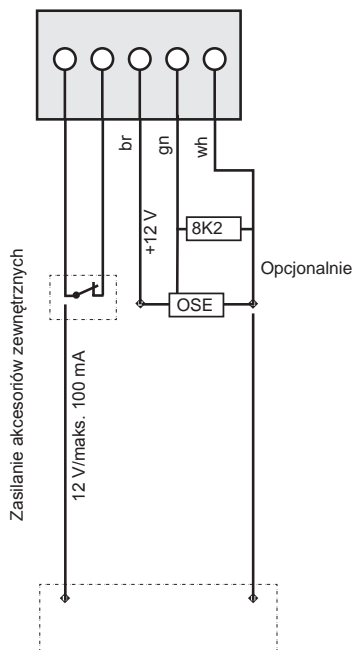 br
gn
wh
+12 V
8K2
Opcjonalnie
OSE
Zasilanie akcesoriów zewnętrznych
12 V/maks. 100 mA